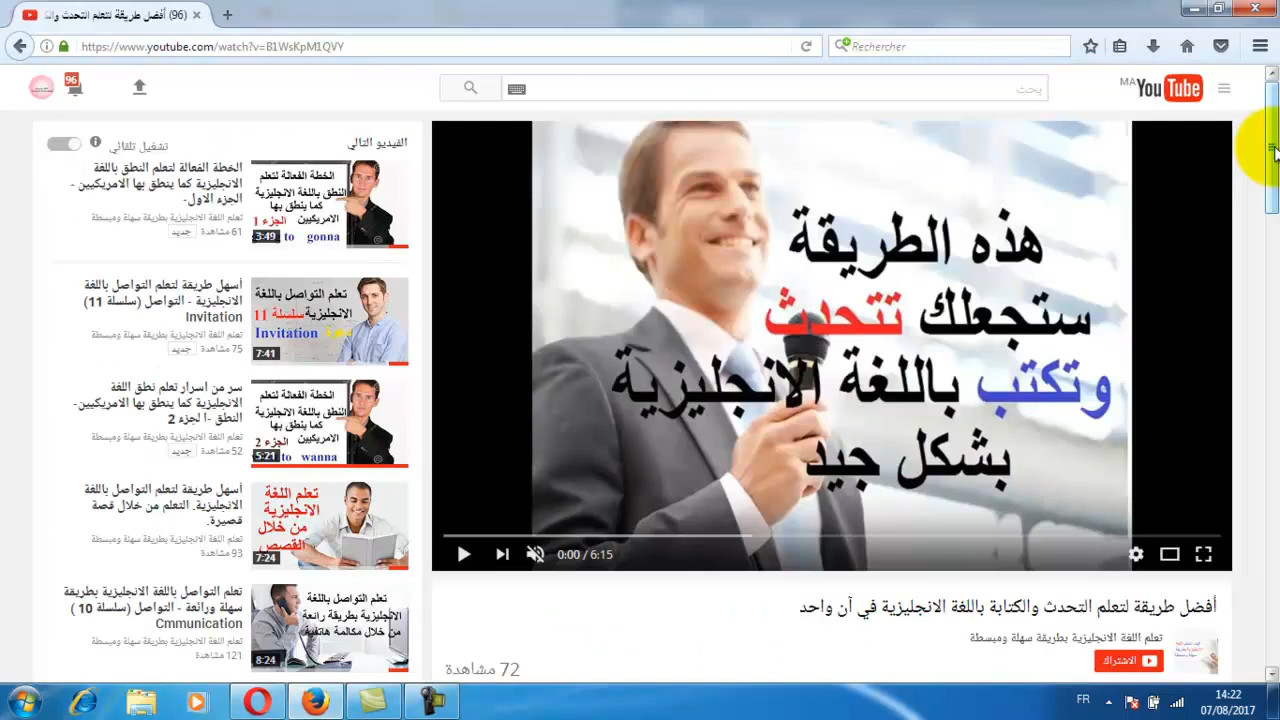 (96) أفضل طريقة لتعلم التحدث وال
https://www.youtube.com/watch?v=B1WsKpM1QVY
Rechercher
96
بحث
YouTube MA
الفيديو التالي
تشغيل تلقائي
الخطة الفعالة لتعلم النطق باللغة
الانجليزية كما ينطق بها الامريكيين -
الجزء الاول-
تعلم اللغة الانجليزية بطريقة سهلة ومبسطة
61 مشاهدة
جديد
الخطة الفعالة لتعلم
النطق باللغة الانجليزية
كما ينطق بها
الامريكيين
الجزء 1
to gonna
3:49
أسهل طريقة لتعلم التواصل باللغة
الانجليزية - التواصل (سلسلة 11)
Invitation
تعلم اللغة الانجليزية بطريقة سهلة ومبسطة
75 مشاهدة
جديد
تعلم التواصل باللغة
الانجليزية سلسلة 11
Invitation
7:41
سر من اسرار تعلم نطق اللغة
الانجليزية كما ينطق بها الامريكيين-
النطق -ا لجزء 2
تعلم اللغة الانجليزية بطريقة سهلة ومبسطة
52 مشاهدة
جديد
الخطة الفعالة لتعلم
النطق باللغة الانجليزية
كما ينطق بها
الامريكيين
الجزء 2
to wanna
5:21
أسهل طريقة لتعلم التواصل باللغة
الانجليزية. التعلم من خلال قصة
قصيرة.
تعلم اللغة الانجليزية بطريقة سهلة ومبسطة
93 مشاهدة
تعلم اللغة
الانجليزية
من خلال
القصص
7:24
تعلم التواصل باللغة الانجليزية بطريقة
سهلة ورائعة - التواصل (سلسلة 10 )
Cmmunication
تعلم اللغة الانجليزية بطريقة سهلة ومبسطة
121 مشاهدة
تعلم التواصل باللغة
الانجليزية بطريقة رائعة
من خلال مكالمة هاتفية
8:24
هذه الطريقة
ستجعلك تتحدث
وتكتب باللغة الانجليزية
بشكل جيد
0:00 / 6:15
أفضل طريقة لتعلم التحدث والكتابة باللغة الانجليزية في آن واحد
تعلم اللغة الانجليزية بطريقة سهلة ومبسطة
الاشتراك
72 مشاهدة
FR
14:22
07/08/2017